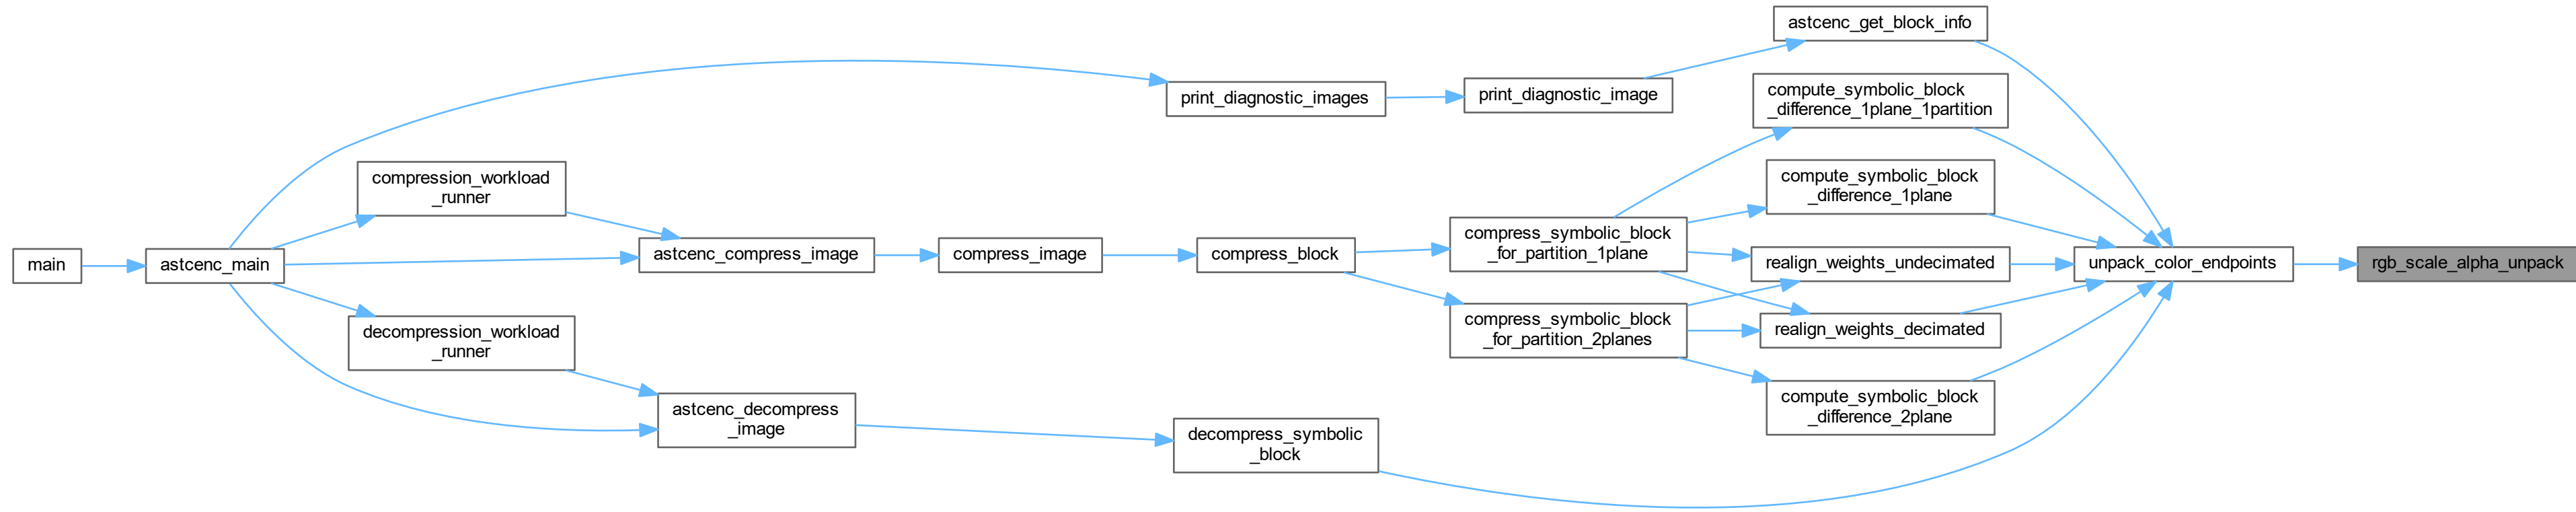 main
astcenc_main
compression_workload
_runner
decompression_workload
_runner
astcenc_compress_image
astcenc_decompress
_image
compress_image
print_diagnostic_images
compress_block
decompress_symbolic
_block
print_diagnostic_image
compress_symbolic_block
_for_partition_1plane
compress_symbolic_block
_for_partition_2planes
astcenc_get_block_info
compute_symbolic_block
_difference_1plane_1partition
compute_symbolic_block
_difference_1plane
realign_weights_undecimated
realign_weights_decimated
compute_symbolic_block
_difference_2plane
unpack_color_endpoints
rgb_scale_alpha_unpack